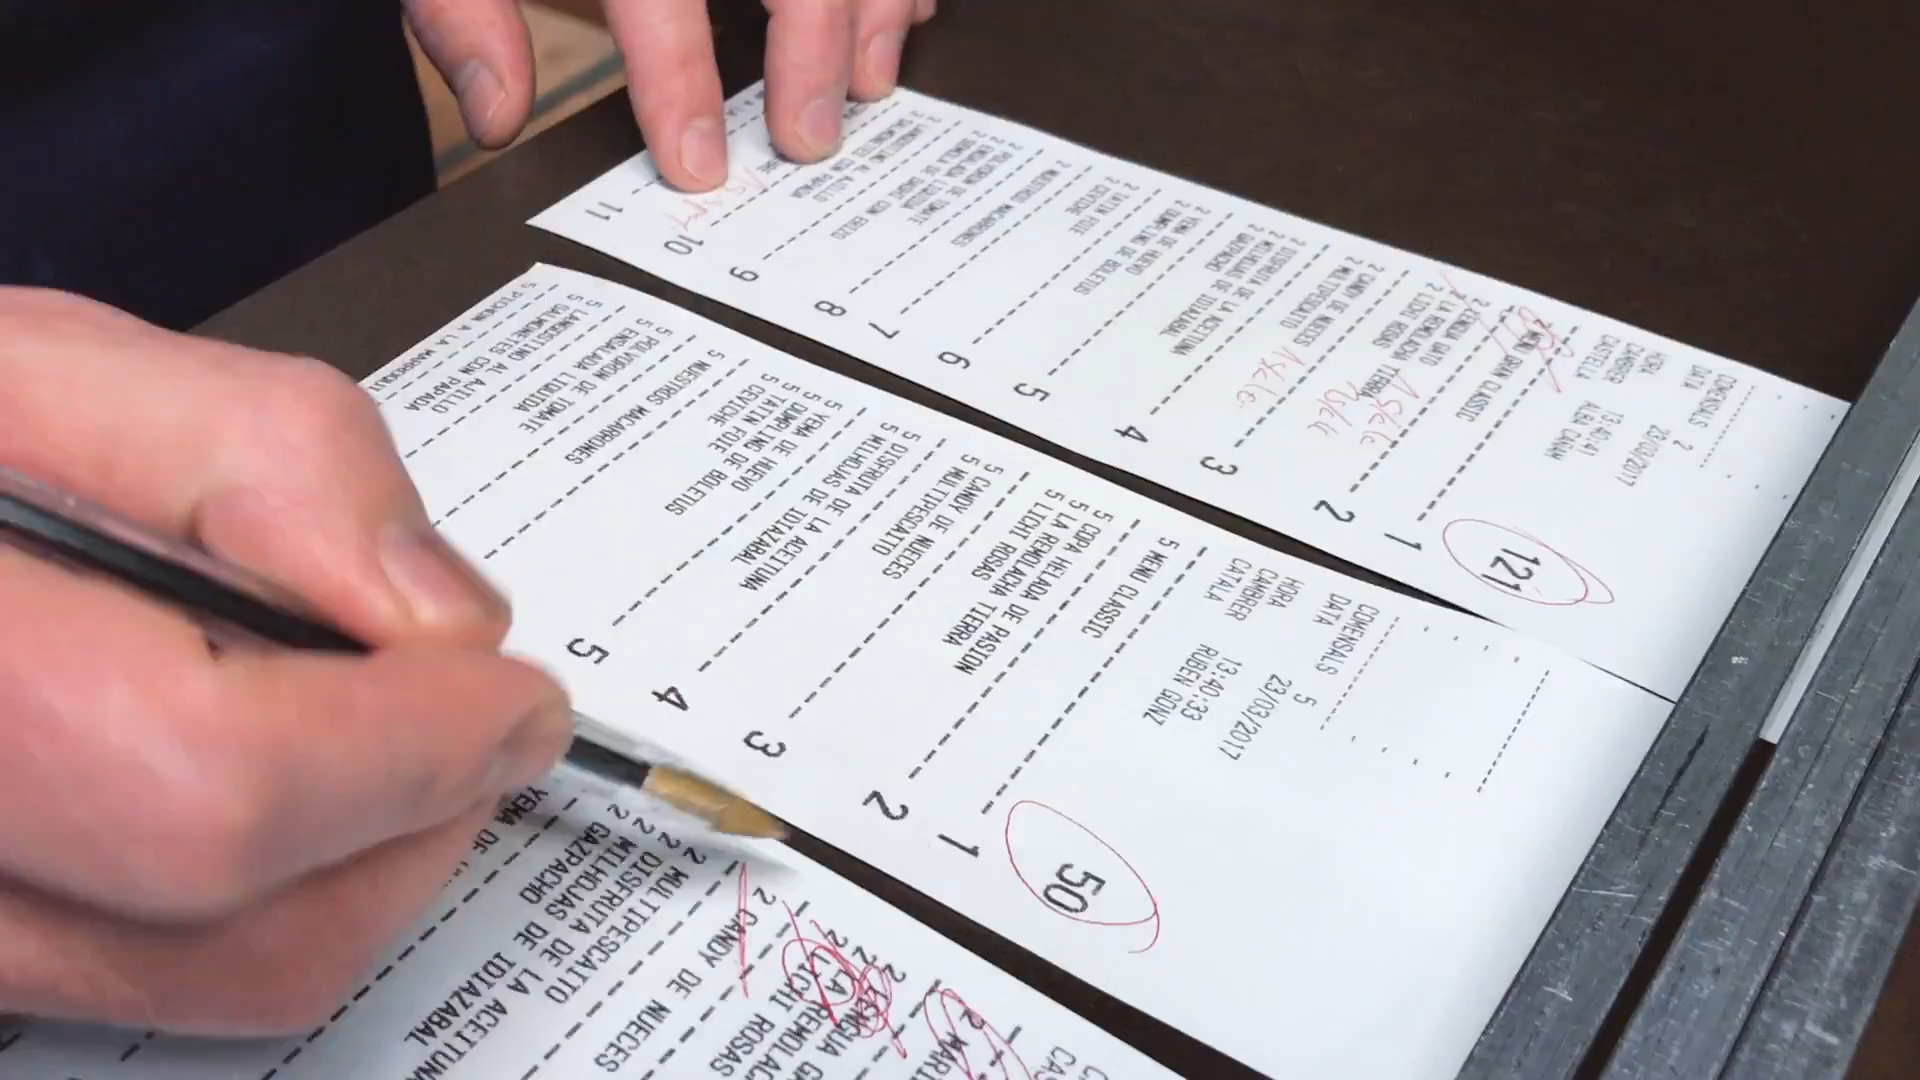 121
COMENSALS 2
DATA 23/03/2017
HORA 13:40:41
CAMBRER ALBA CANAH
CASTELLA
1
2 MENU GRAN CLASSIC
2
2 LENGUA GATO
2 LA REMOLACHA TIERRA
2 LICHI ROSAS
3
2 CANDY DE NUECES
2 MULTIPESCAITO
4
2 DISFRUTA DE LA ACEITUNA
2 MILHOJAS DE IDIAZABAL
2 GAZPACHO
5
2 YEMA DE HUEVO
2 DUMPLING DE BOLETUS
6
2 TATIN FOIE
2 CEVICHE
7
2 NUESTROS MACARRONES
8
2 POLVORON DE TOMATE
2 ENSALADA LIQUIDA
2 SEMOLA DE CON ERIZO
9
LANGOSTINO AL AJILLO
SALMONETES CON PAPADA
10
11
50
COMENSALS 5
DATA 23/03/2017
HORA 13:40:33
CAMBRER RUBEN GONZ
CATALA
1
5 MENU CLASSIC
2
5 COPA HELADA DE PASION
5 LA REMOLACHA TIERRA
5 LICHI ROSAS
3
5 CANDY DE NUECES
5 MULTIPESCAITO
4
5 DISFRUTA DE LA ACEITUNA
5 MILHOJAS DE IDIAZABAL
5
5 YEMA DE HUEVO
5 DUMPLING DE BOLETUS
5 TATIN FOIE
5 CEVICHE
5 NUESTROS MACARRONES
5 POLVORON DE TOMATE
5 ENSALADA LIQUIDA
5 LANGOSTINO AL AJILLO
5 SALMONETES CON PAPADA
5 PICHON A LA
2 LENGUA
2 LA REMOLAC
2 LICHI ROSAS
2 CANDY DE NUECES
2 MULTIPESCAITO
2 DISFRUTA DE LA ACEITUNA
2 MILHOJAS DE IDIAZABAL
2 GAZPACHO
YEMA DE